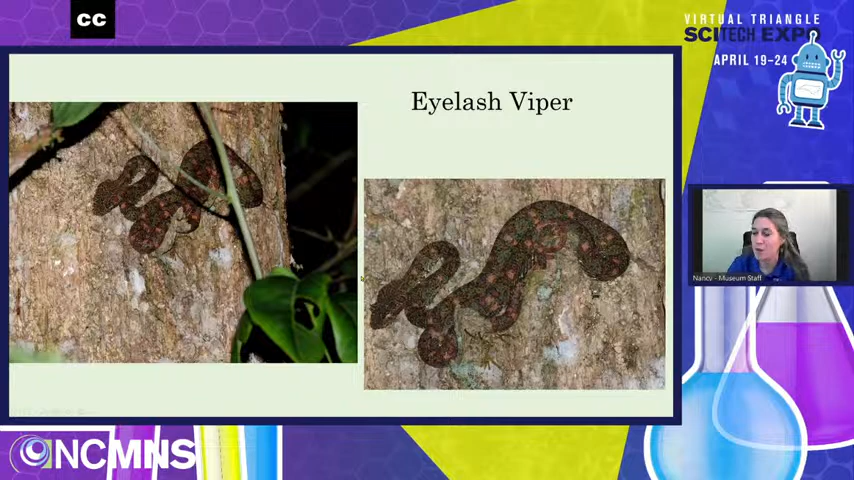 CC
VIRTUAL TRIANGLE
SCITECH EXPO
APRIL 19-24
Eyelash Viper
Nancy - Museum Staff
NCMNS